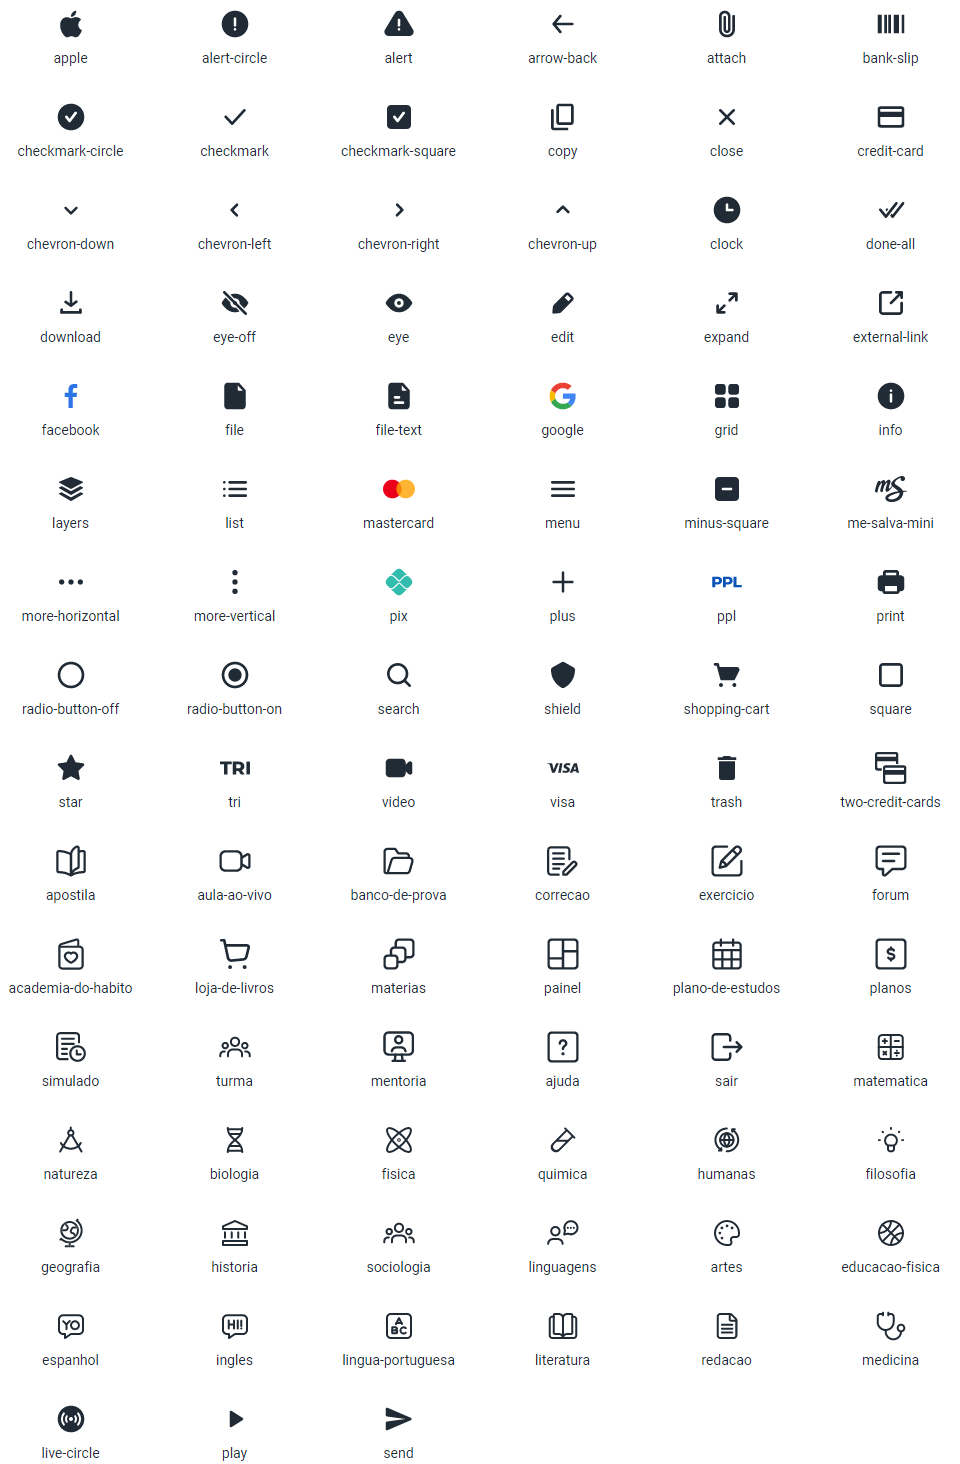 apple alert-circle alert arrow-back attach bank-slip
checkmark-circle checkmark checkmark-square copy close credit-card
chevron-down chevron-left chevron-right chevron-up clock done-all
download eye-off eye edit expand external-link
facebook file file-text google grid info
mS
layers list mastercard menu minus-square me-salva-mini
PPL
more-horizontal more-vertical pix plus ppl print
radio-button-off radio-button-on search shield shopping-cart square
TRI VISA
star tri video visa trash two-credit-cards
apostila aula-ao-vivo banco-de-prova correcao exercicio forum
$
academia-do-habito loja-de-livros materias painel plano-de-estudos planos
?
simulado turma mentoria ajuda sair matematica
natureza biologia fisica quimica humanas filosofia
geografia historia sociologia linguagens artes educacao-fisica
YO HI! A
BC
espanhol ingles lingua-portuguesa literatura redacao medicina
live-circle play send